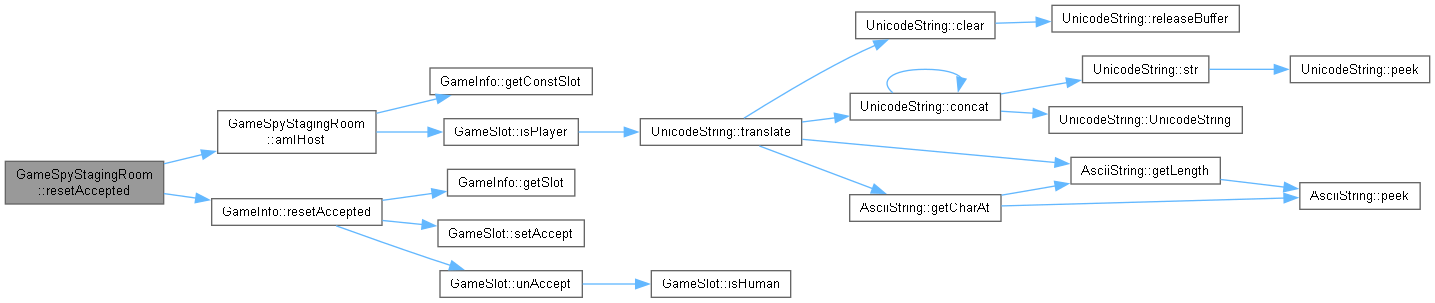 GameSpyStagingRoom
::resetAccepted
GameSpyStagingRoom
::amIHost
GameInfo::getConstSlot
GameSlot::isPlayer
UnicodeString::translate
UnicodeString::clear
UnicodeString::releaseBuffer
UnicodeString::concat
UnicodeString::str
UnicodeString::peek
UnicodeString::UnicodeString
AsciiString::getLength
AsciiString::getCharAt
AsciiString::peek
GameInfo::resetAccepted
GameInfo::getSlot
GameSlot::setAccept
GameSlot::unAccept
GameSlot::isHuman